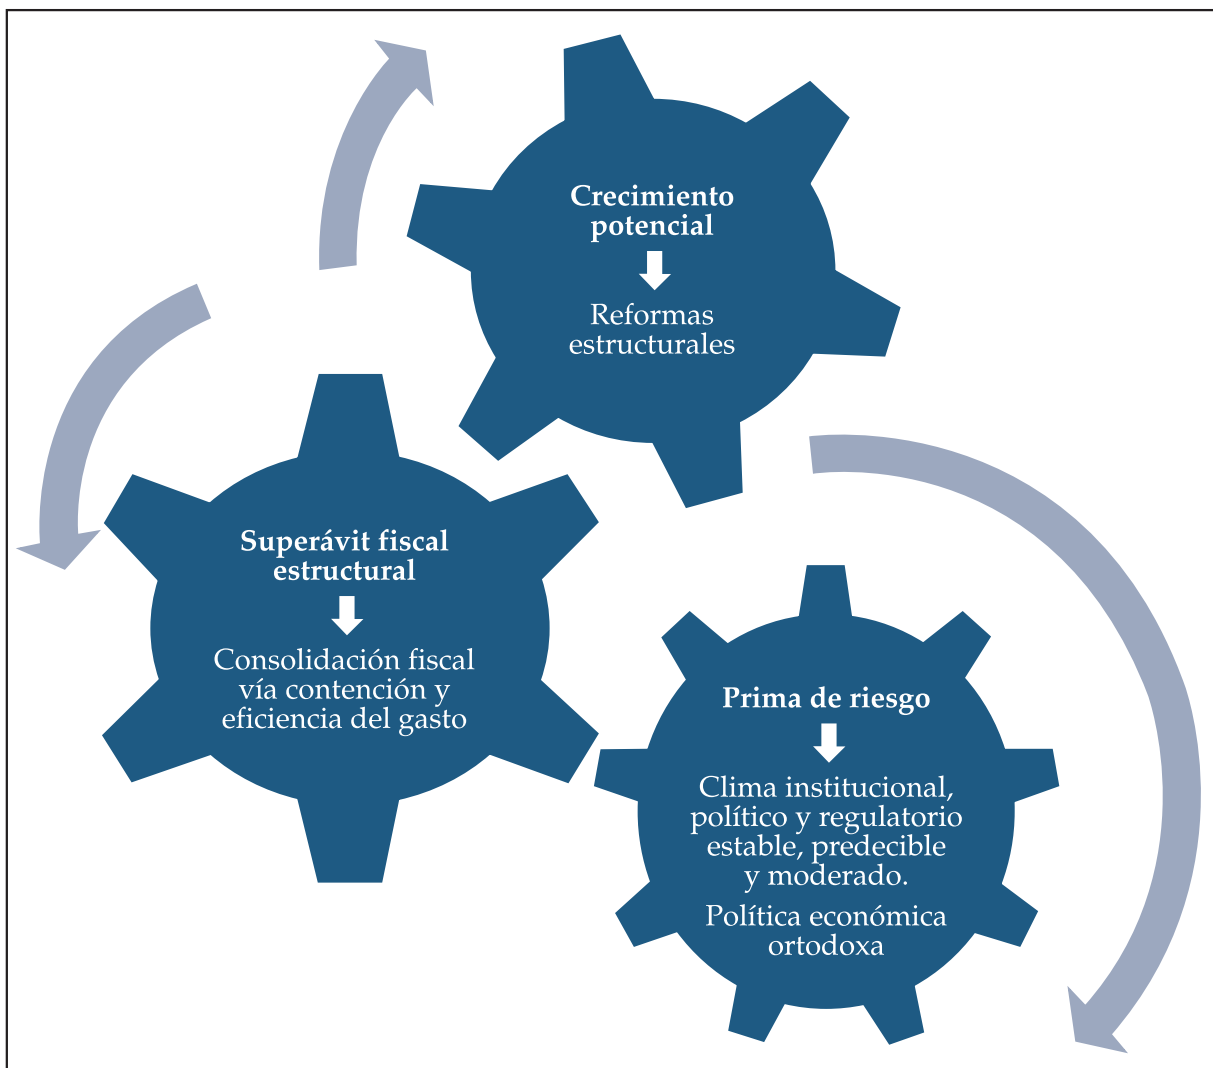 Crecimiento
potencial
Reformas
estructurales
Superávit fiscal
estructural
Consolidación fiscal
vía contención y
eficiencia del gasto
Prima de riesgo
Clima institucional,
político y regulatorio
estable, predecible
y moderado.
Política económica
ortodoxa